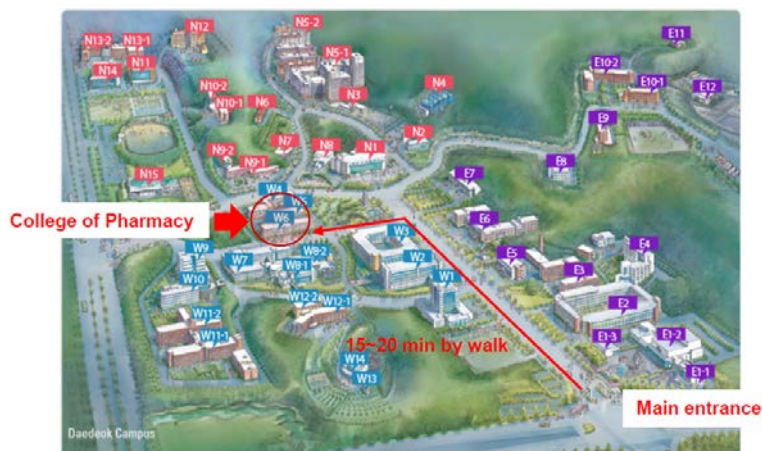 N13-2
N13-1
N12
N5-2
N14
N11
N5-1
N10-2
N10-1
N6
N3
N4
N7
N8
N1
N2
N9-2
N9-1
N15
E11
E10-2
E10-1
E12
E9
E8
E7
E6
E5
E4
E3
E2
E1-3
E1-2
E1-1
College of Pharmacy
W4
W6
W3
W9
W10
W7
W8-2
W8-1
W2
W1
W12-2
W12-1
W11-2
W11-1
W14
W13
15~20 min by walk
Main entrance
Daedeok Campus